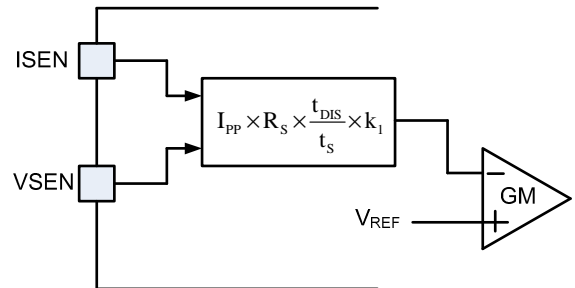 ISEN
I_PP × R_S × t_DIS/t_S × k_1
VSEN
− GM
V_REF +